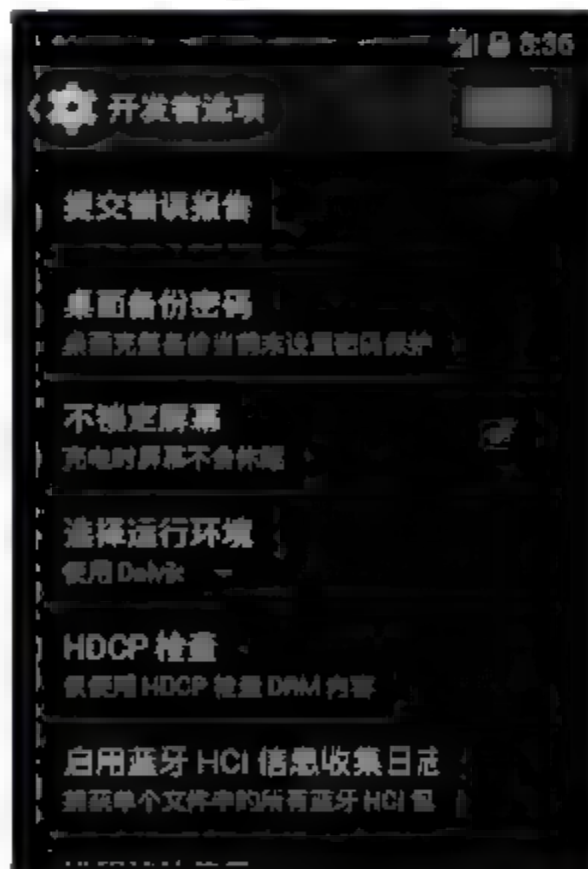 8:36
开发者选项
提交错误报告
桌面备份密码
桌面完整备份当前未设置密码保护
不锁定屏幕
充电时屏幕不会休眠
选择运行环境
使用 Dalvik
HDCP 检查
仅使用 HDCP 检查 DRM 内容
启用蓝牙 HCI 信息收集日志
捕获单个文件中的所有蓝牙 HCI 包